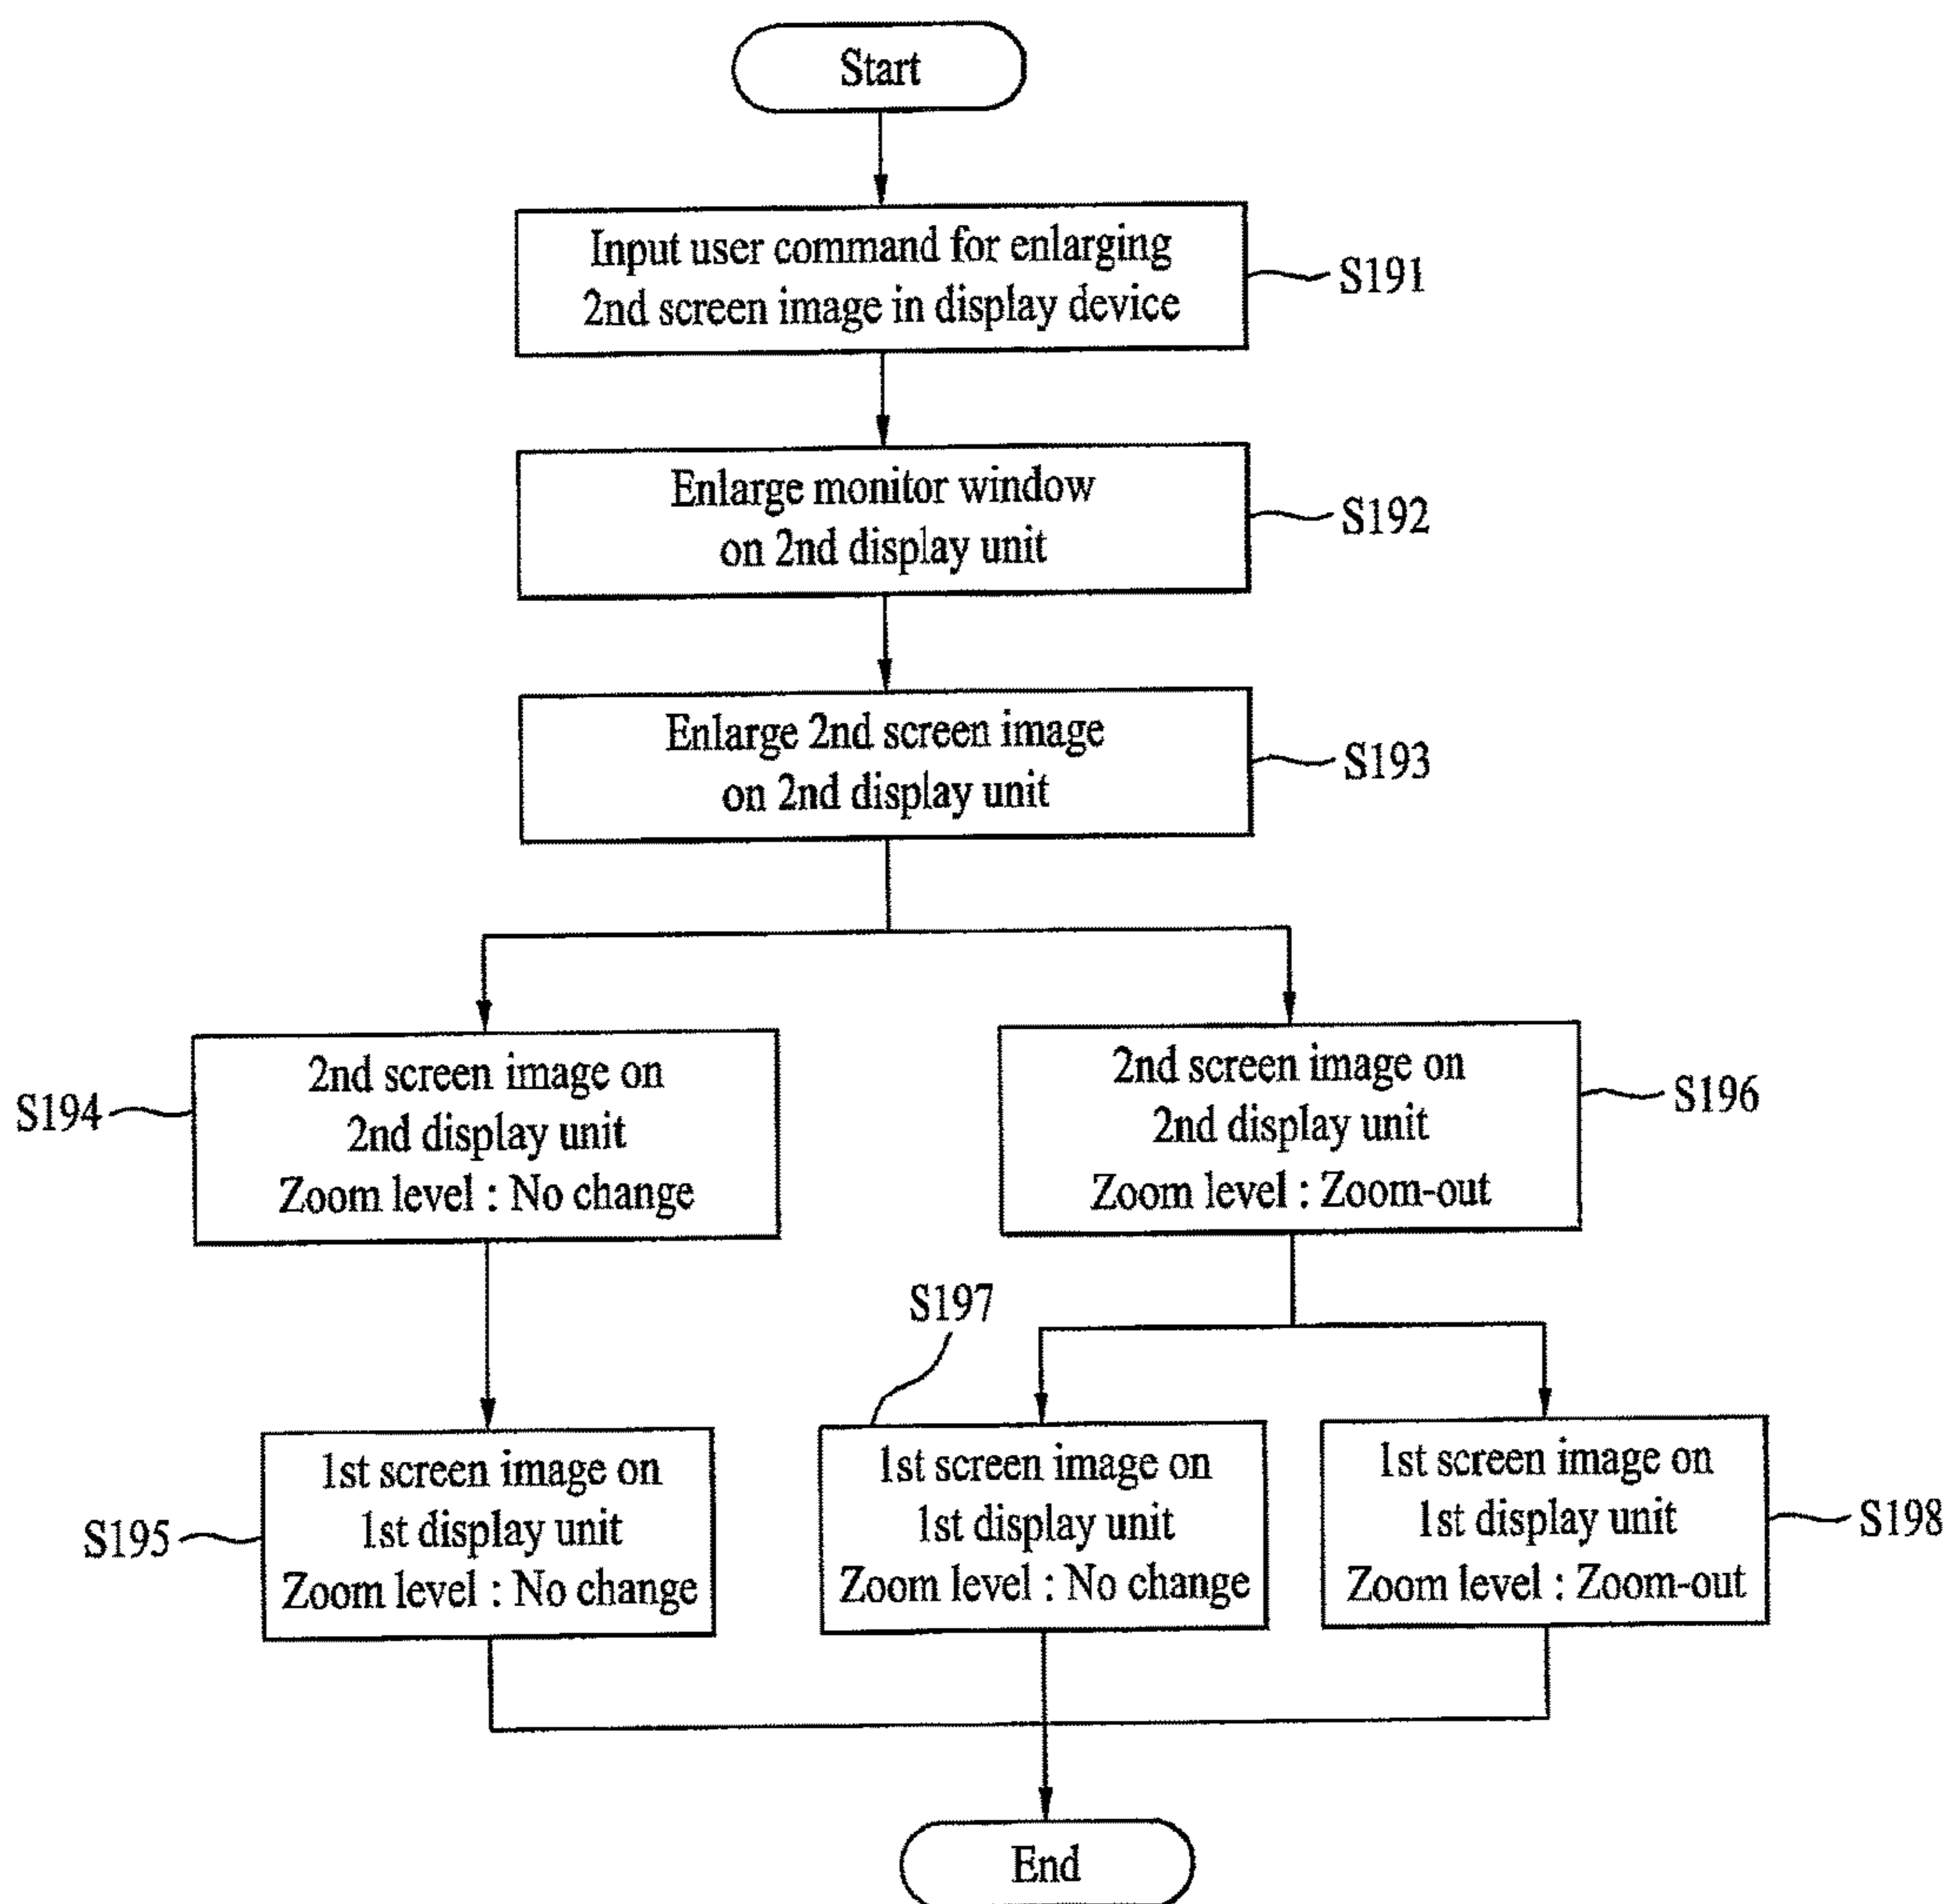 Start
Input user command for enlarging
2nd screen image in display device
S191
Enlarge monitor window
on 2nd display unit
S192
Enlarge 2nd screen image
on 2nd display unit
S193
S194
2nd screen image on
2nd display unit
Zoom level : No change
2nd screen image on
2nd display unit
Zoom level : Zoom-out
S196
S195
1st screen image on
1st display unit
Zoom level : No change
S197
1st screen image on
1st display unit
Zoom level : No change
1st screen image on
1st display unit
Zoom level : Zoom-out
S198
End